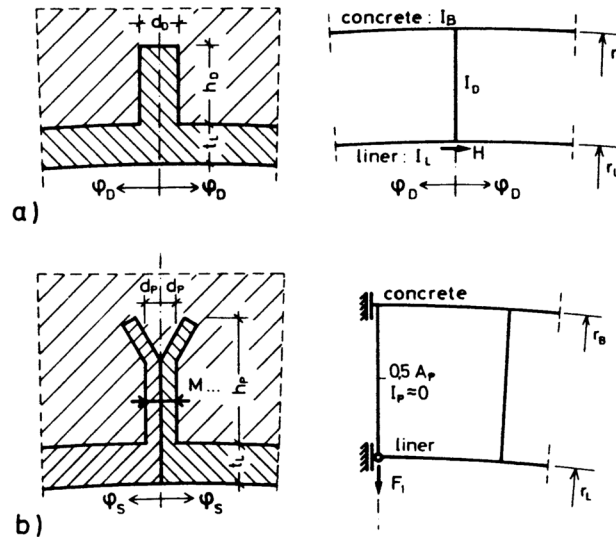 d_D
h_D
t_L
φ_D φ_D
a)
concrete : I_B
I_D
liner : I_L
H
r_L
φ_D φ_D
d_P d_P
h_P
M...
t_L
φ_S φ_S
b)
concrete
r_B
0,5 A_P
I_P≈0
liner
r_L
F_1